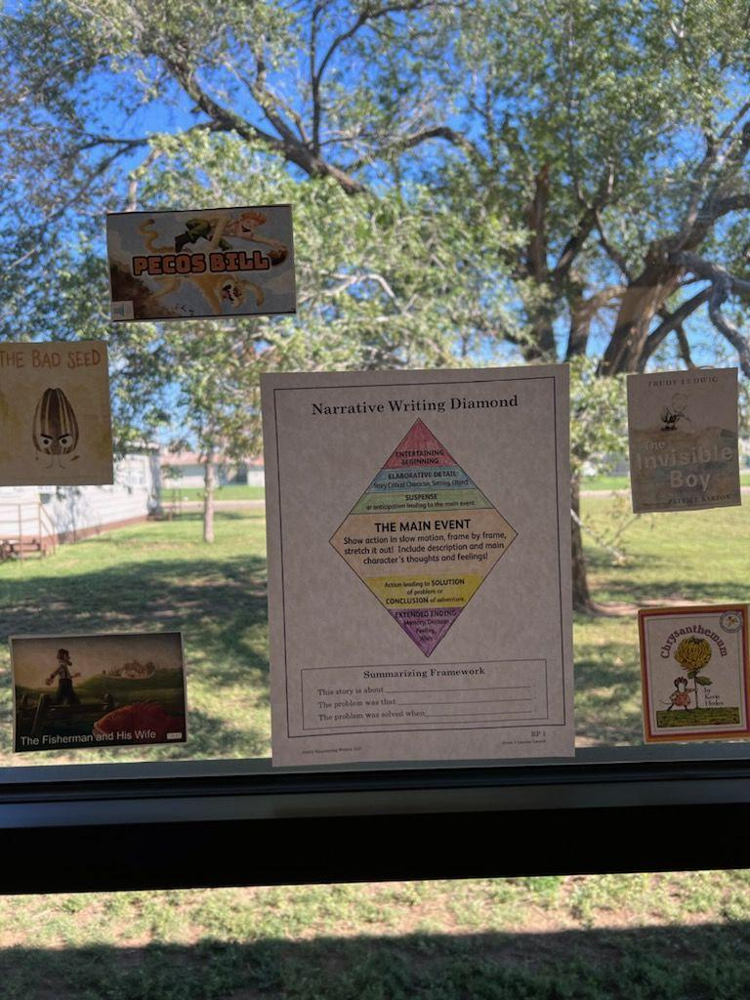 PECOS BILL
THE BAD SEED
TRUDY LUDWIG
The
Invisible
Boy
PATRICE BARTON
Narrative Writing Diamond
ENTERTAINING
BEGINNING
ELABORATIVE DETAIL:
Story Critical Character, Setting, Object
SUSPENSE
or anticipation leading to the main event
THE MAIN EVENT
Show action in slow motion, frame by frame,
stretch it out! Include description and main
character's thoughts and feelings!
Action leading to SOLUTION
of problem or
CONCLUSION of adventure.
EXTENDED ENDING:
Memory, Decision,
Feeling,
Wish
Summarizing Framework
This story is about
The problem was that
The problem was solved when
RP 1
Empowering Writers, LLC
The Fisherman and His Wife
Chrysanthemum
by
Kevin
Henkes